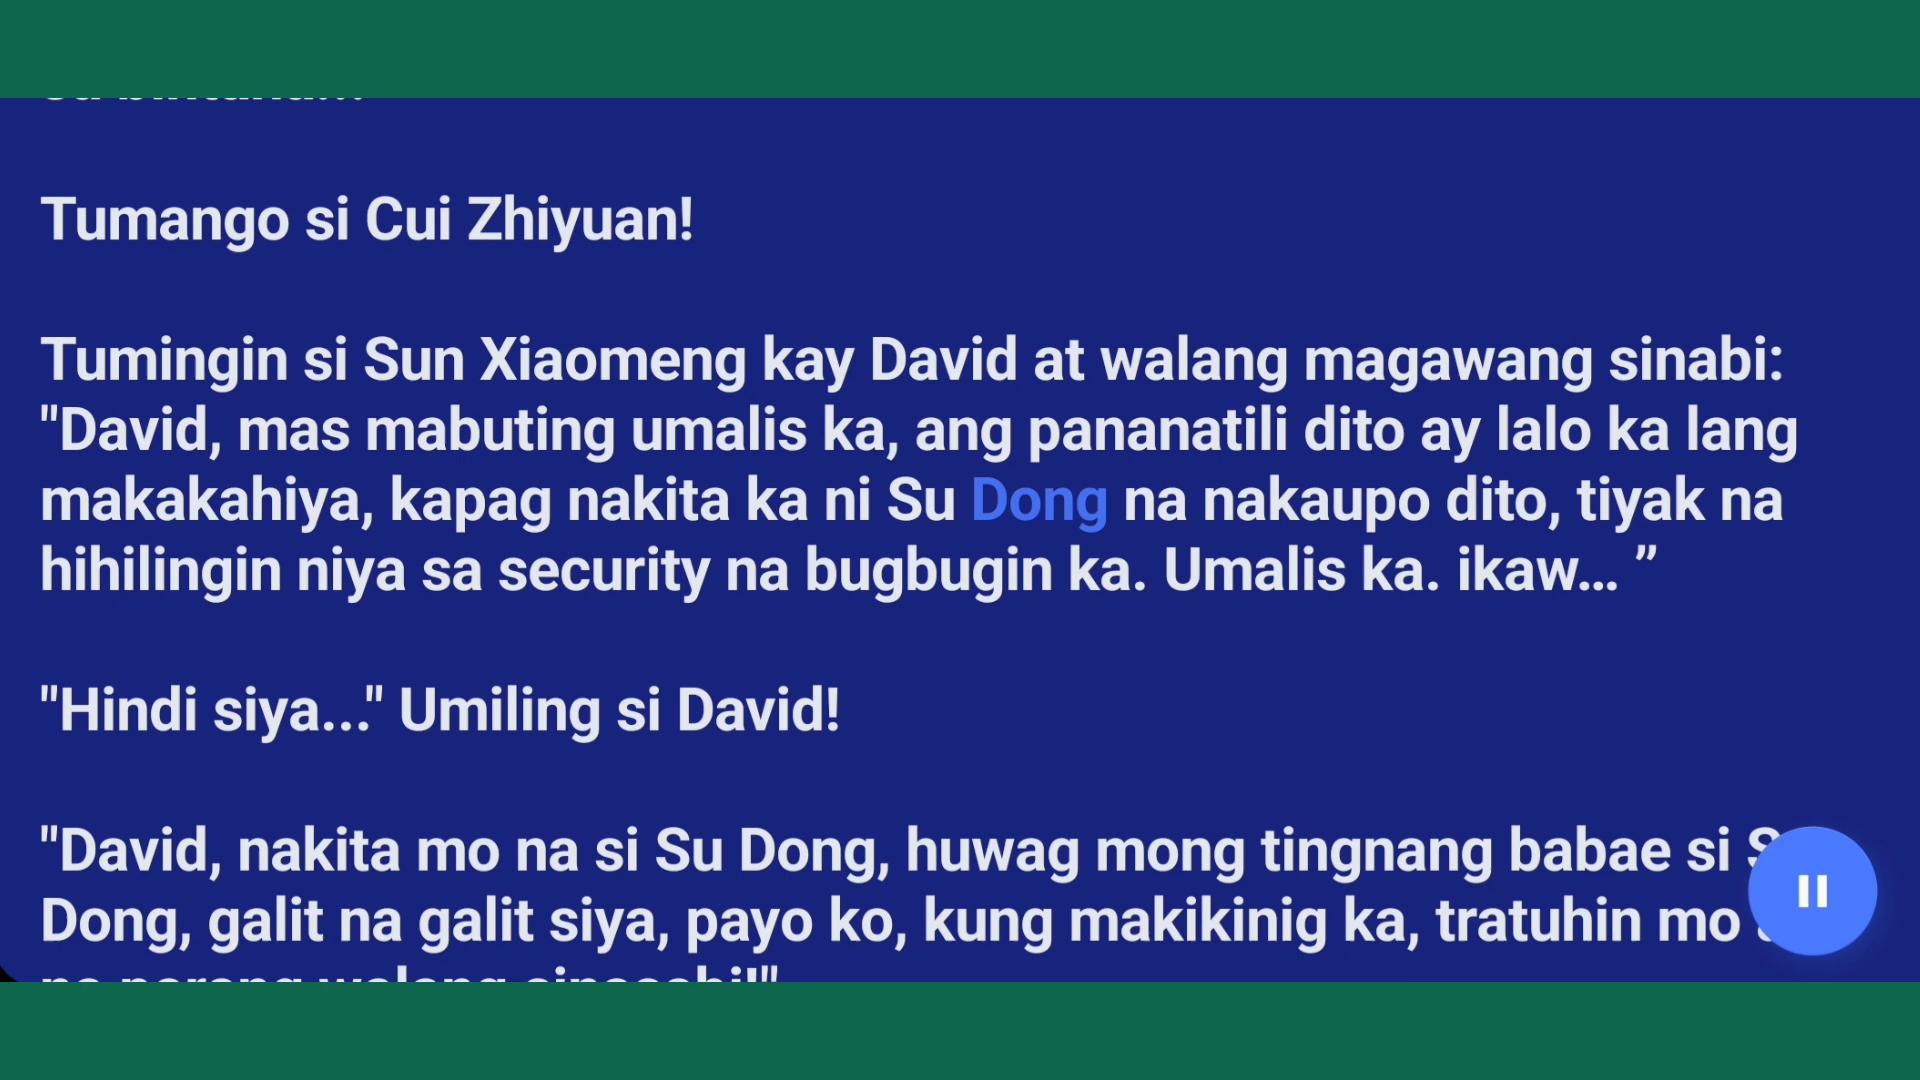 Tumango si Cui Zhiyuan!
Tumingin si Sun Xiaomeng kay David at walang magawang sinabi:
"David, mas mabuting umalis ka, ang pananatili dito ay lalo ka lang
makakahiya, kapag nakita ka ni Su Dong na nakaupo dito, tiyak na
hihilingin niya sa security na bugbugin ka. Umalis ka. ikaw... ”
"Hindi siya..." Umiling si David!
"David, nakita mo na si Su Dong, huwag mong tingnang babae si
Dong, galit na galit siya, payo ko, kung makikinig ka, tratuhin mo
na parang walang sinasabi!"